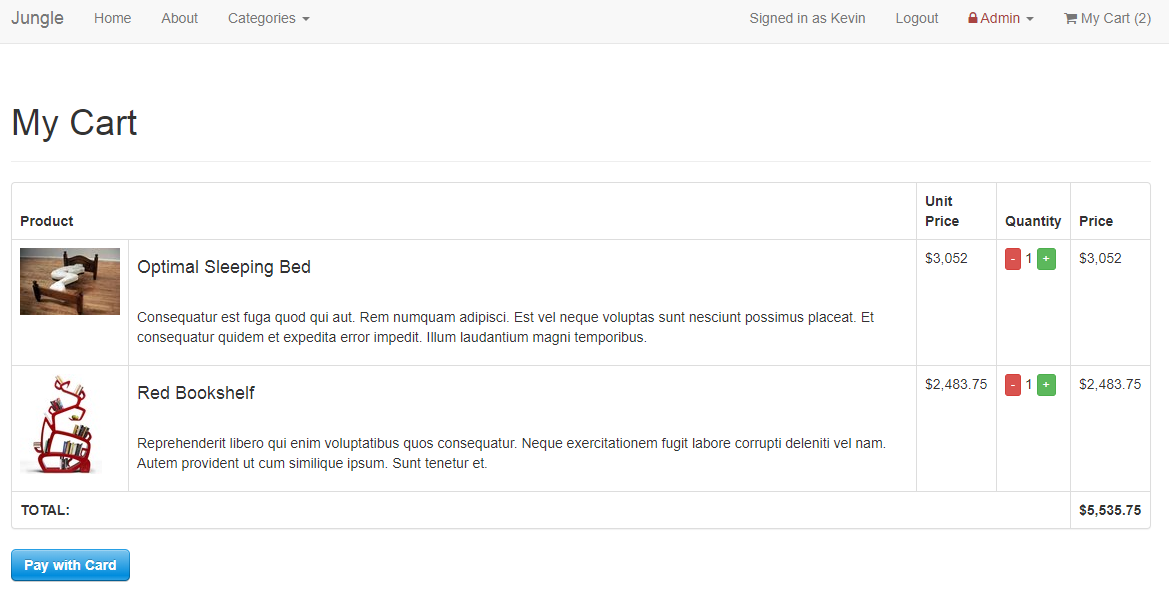 Jungle Home About Categories Signed in as Kevin Logout Admin My Cart (2)
My Cart
Product Unit Price Quantity Price
Optimal Sleeping Bed $3,052 - 1 + $3,052
Consequatur est fuga quod qui aut. Rem numquam adipisci. Est vel neque voluptas sunt nesciunt possimus placeat. Et
consequatur quidem et expedita error impedit. Illum laudantium magni temporibus.
Red Bookshelf $2,483.75 - 1 + $2,483.75
Reprehenderit libero qui enim voluptatibus quos consequatur. Neque exercitationem fugit labore corrupti deleniti vel nam.
Autem provident ut cum similique ipsum. Sunt tenetur et.
TOTAL: $5,535.75
Pay with Card